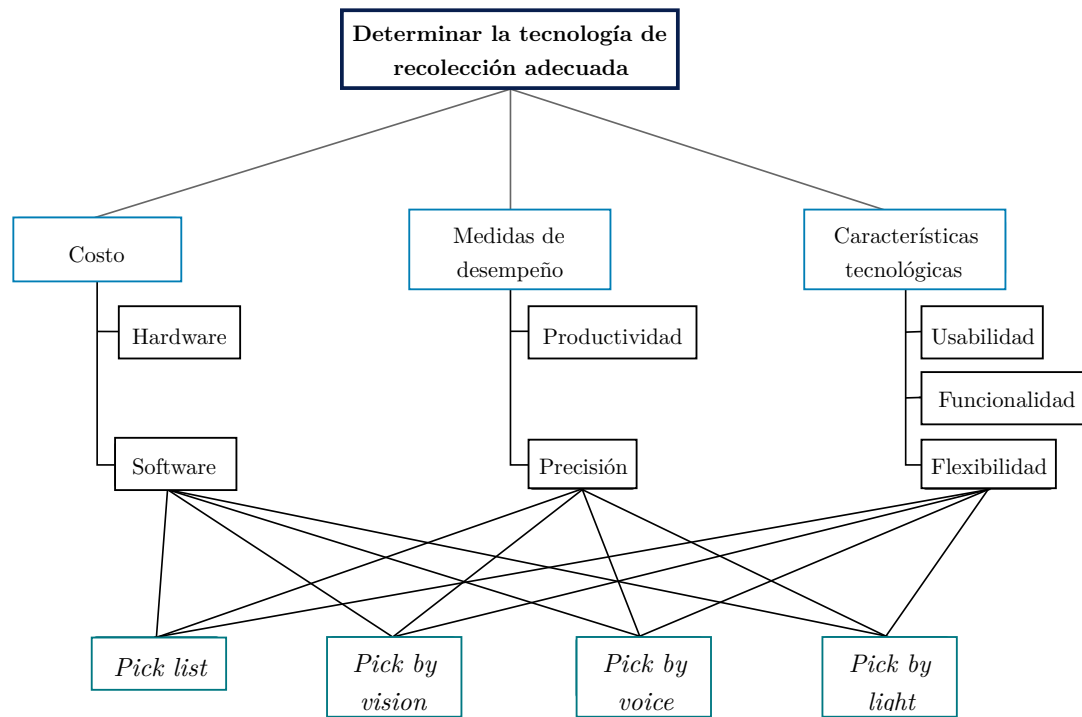 Determinar la tecnología de
recolección adecuada
Costo
Medidas de
desempeño
Características
tecnológicas
Hardware
Productividad
Usabilidad
Funcionalidad
Software
Precisión
Flexibilidad
Pick list
Pick by
vision
Pick by
voice
Pick by
light